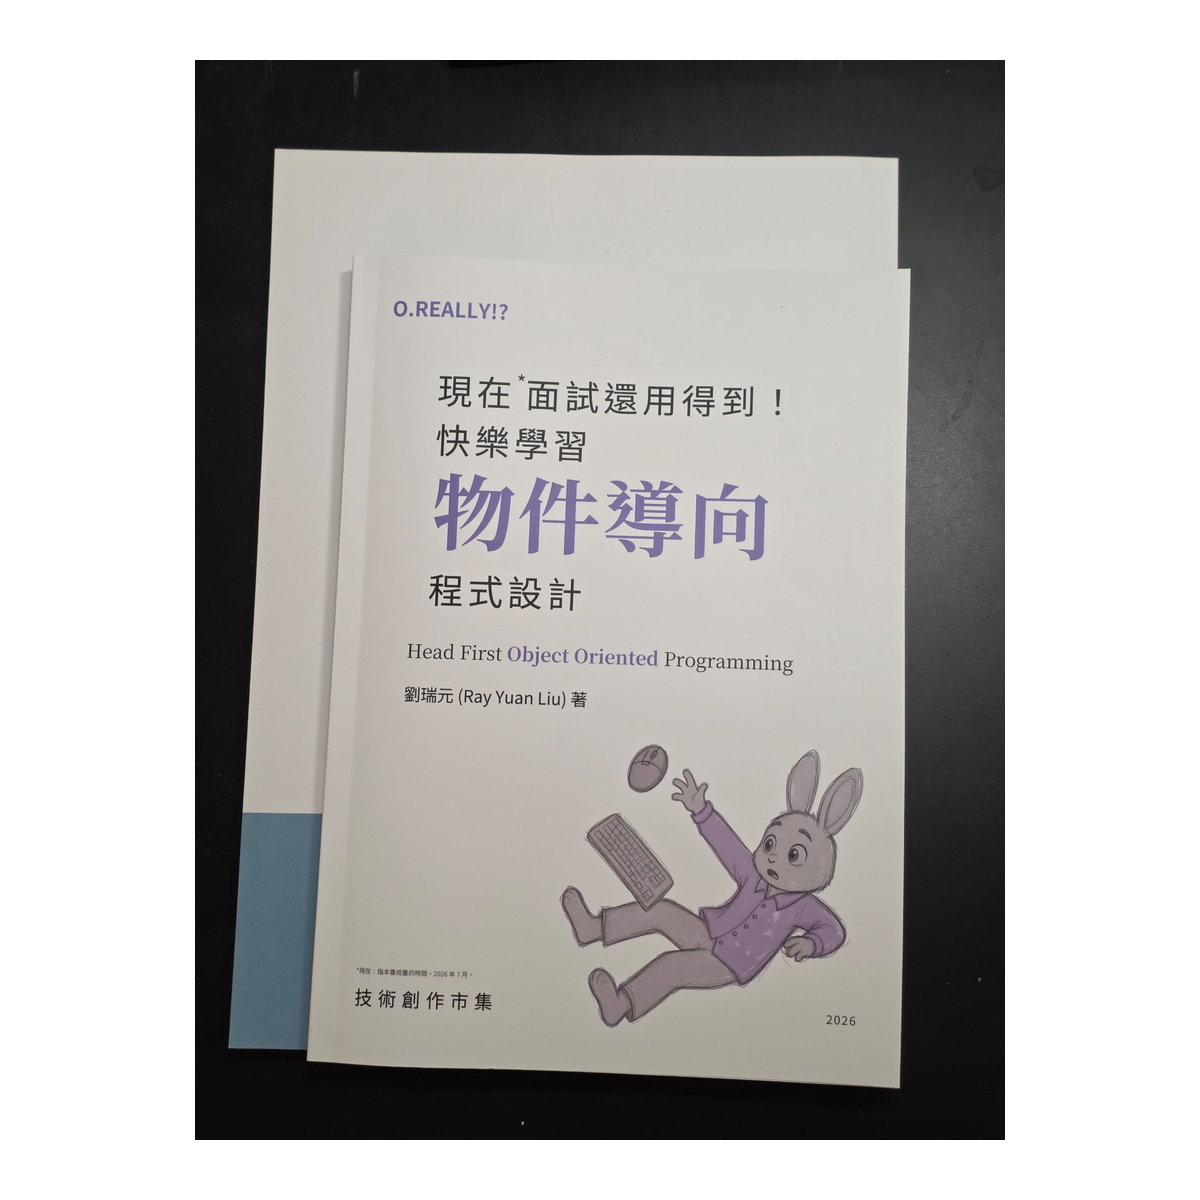 O.REALLY!?
現在*面試還用得到！
快樂學習
物件導向
程式設計
Head First Object Oriented Programming
劉瑞元 (Ray Yuan Liu) 著
*現在：指本書成書的時間，2026 年 7 月。
技術創作市集
2026